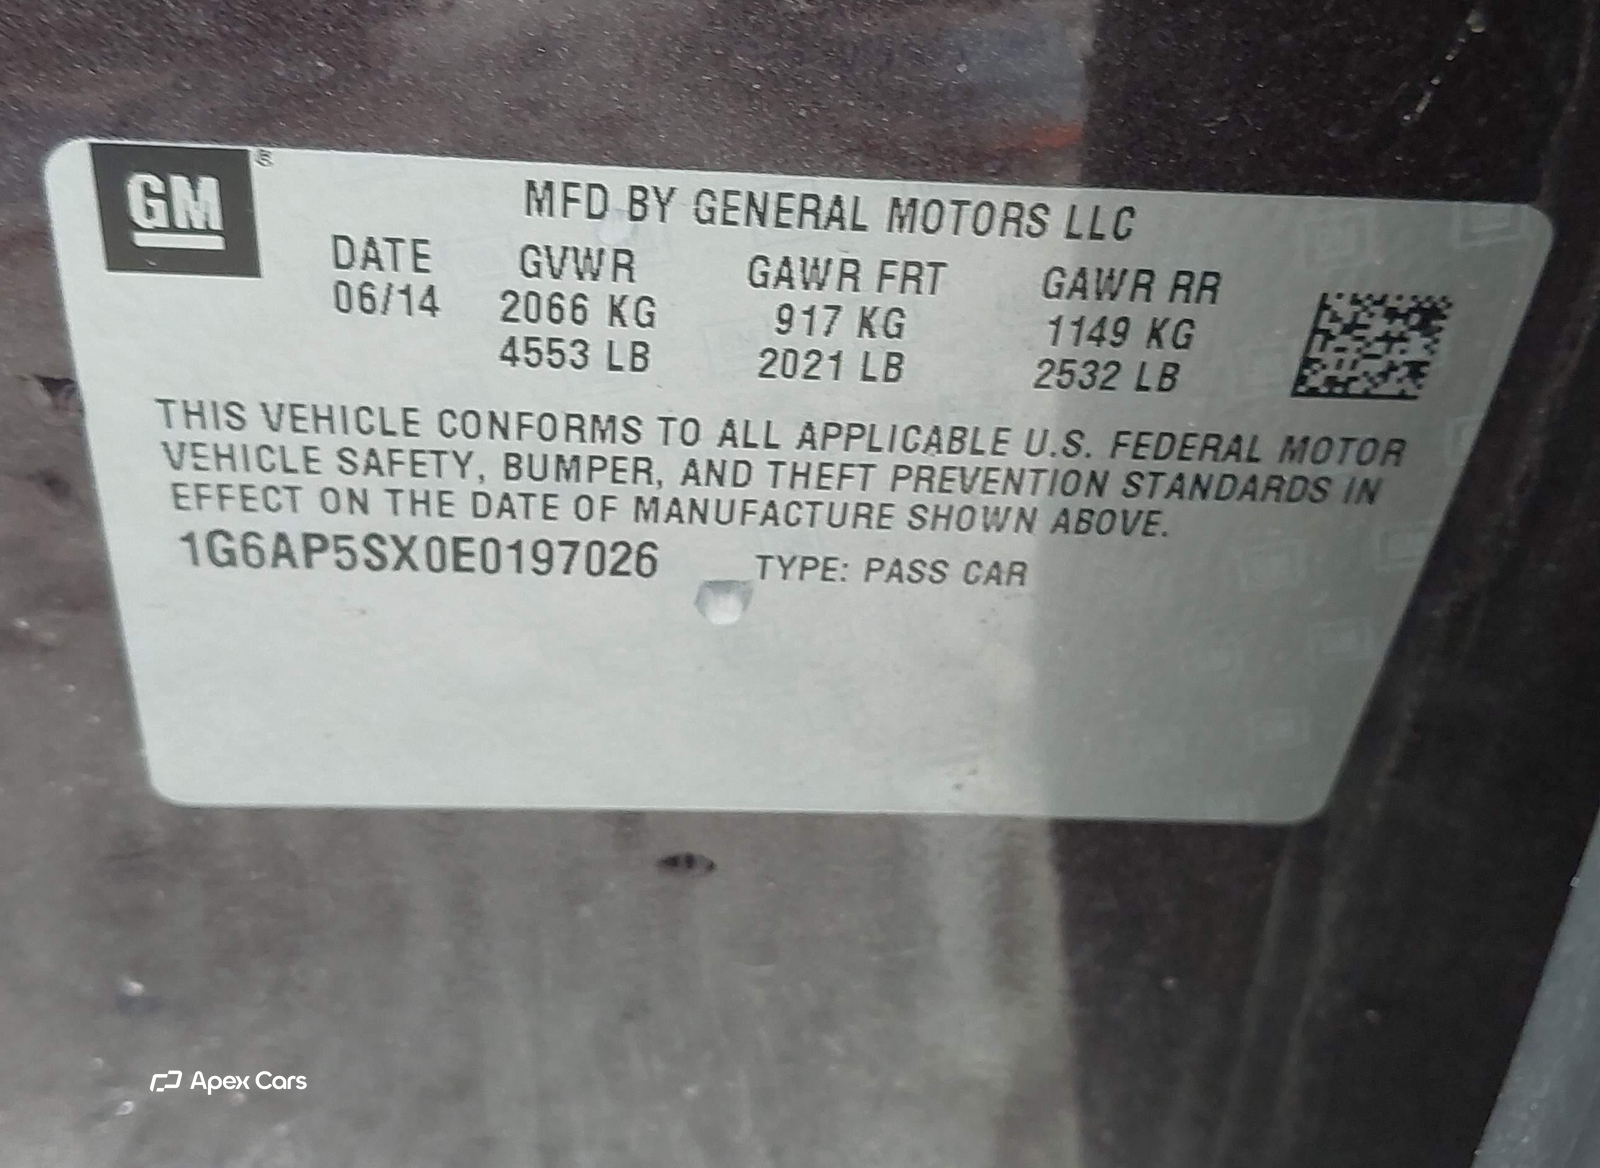 GM ®
MFD BY GENERAL MOTORS LLC
DATE GVWR GAWR FRT GAWR RR
06/14 2066 KG 917 KG 1149 KG
4553 LB 2021 LB 2532 LB
THIS VEHICLE CONFORMS TO ALL APPLICABLE U.S. FEDERAL MOTOR
VEHICLE SAFETY, BUMPER, AND THEFT PREVENTION STANDARDS IN
EFFECT ON THE DATE OF MANUFACTURE SHOWN ABOVE.
1G6AP5SX0E0197026 TYPE: PASS CAR
Apex Cars